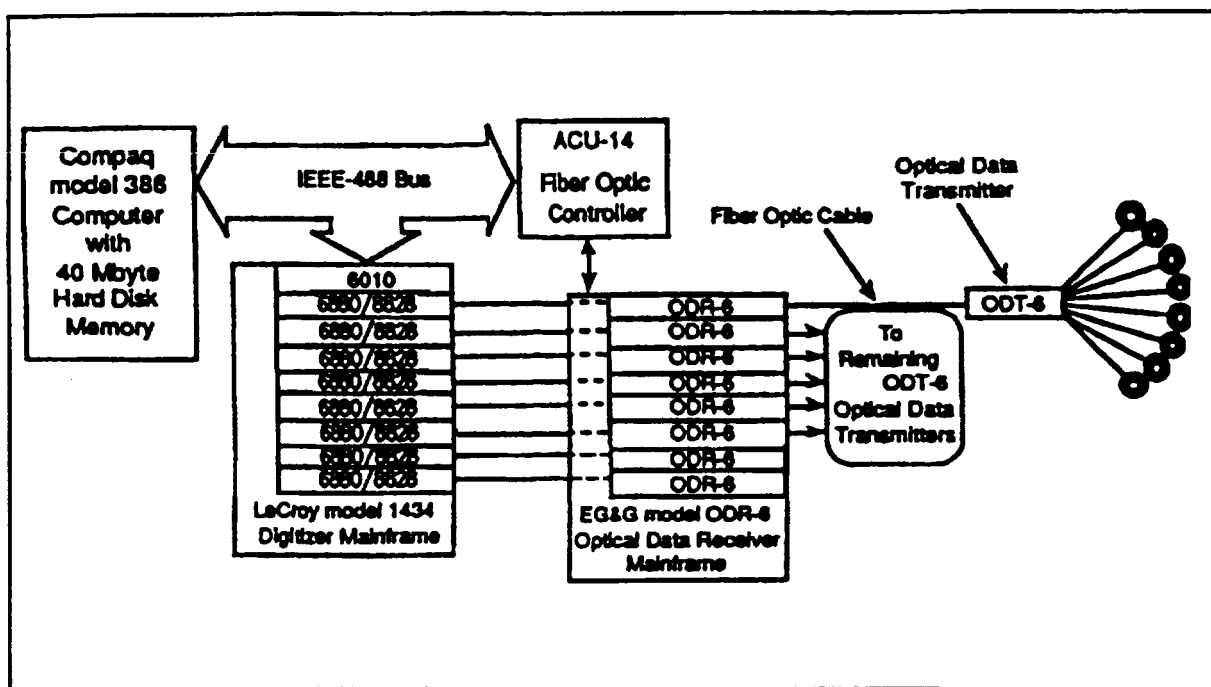 Compaq
model 386
Computer
with
40 Mbyte
Hard Disk
Memory
IEEE-488 Bus
ACU-14
Fiber Optic
Controller
Optical Data
Transmitter
Fiber Optic Cable
6010
6880/6828
6880/6828
6880/6828
6880/6828
6880/6828
6880/6828
6880/6828
6880/6828
LeCroy model 1434
Digitizer Mainframe
ODR-6
ODR-6
ODR-6
ODR-6
ODR-6
ODR-6
ODR-6
ODR-6
EG&G model ODR-6
Optical Data Receiver
Mainframe
To
Remaining
ODT-6
Optical Data
Transmitters
ODT-6